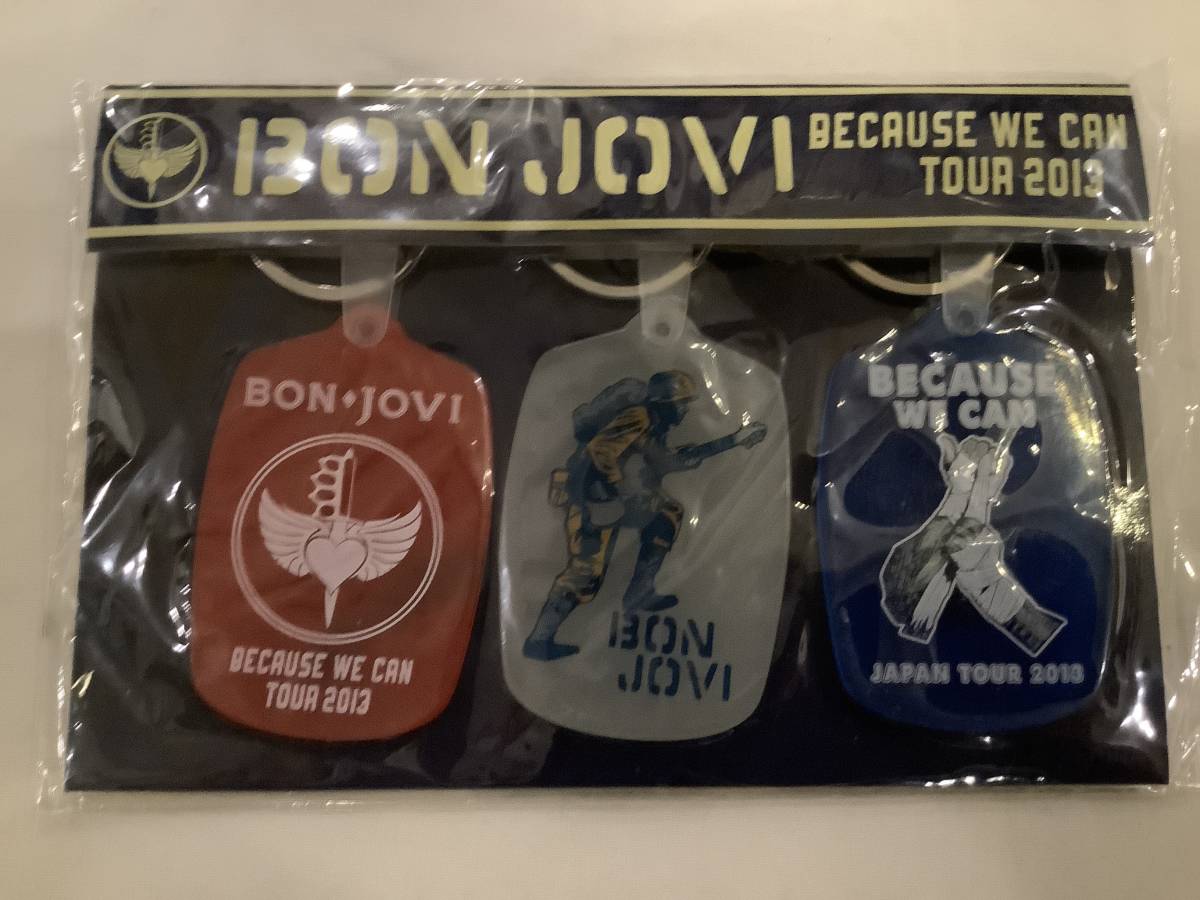 BON JOVI
BECAUSE WE CAN
TOUR 2013
BON♦JOVI
BECAUSE WE CAN
TOUR 2013
BON
JOVI
BECAUSE
WE CAN
JAPAN TOUR 2013